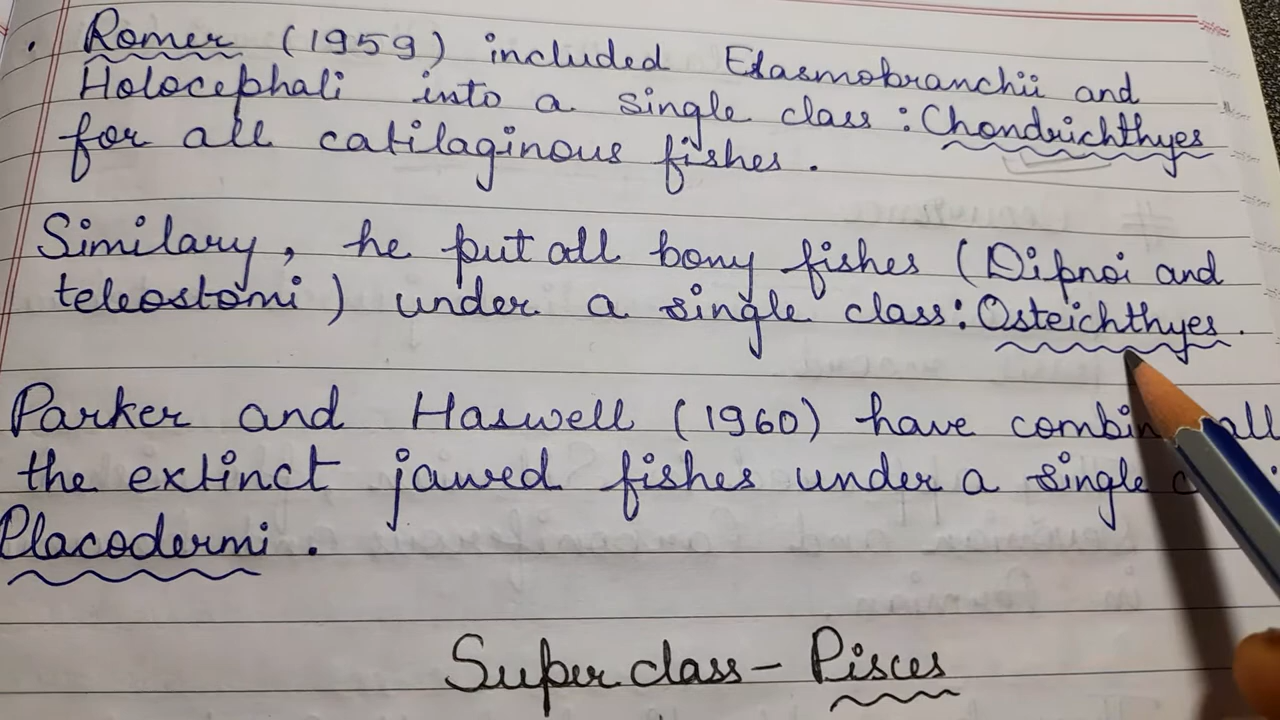 . Romer (1959) included Elasmobranchii and
Holocephali into a single class : Chondrichthyes
for all catilaginous fishes .
Similary, he put all bony fishes (Dipnoi and
teleostomi) under a single class: Osteichthyes .
Parker and Haswell (1960) have all
the extinct jawed fishes under a single
Placodermi .
Super class - Pisces